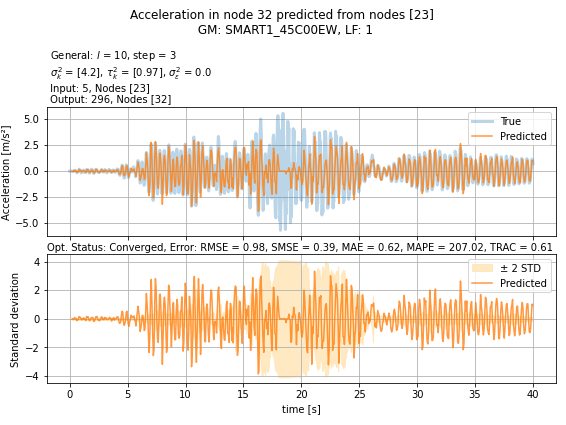 Acceleration in node 32 predicted from nodes [23]
GM: SMART1_45C00EW, LF: 1
General: l = 10, step = 3
σ²ₖ = [4.2], τ²ₖ = [0.97], σ²ε = 0.0
Input: 5, Nodes [23]
Output: 296, Nodes [32]
Acceleration [m/s²]
5.0
2.5
0.0
−2.5
−5.0
True
Predicted
Opt. Status: Converged, Error: RMSE = 0.98, SMSE = 0.39, MAE = 0.62, MAPE = 207.02, TRAC = 0.61
Standard deviation
4
2
0
−2
−4
± 2 STD
Predicted
0 5 10 15 20 25 30 35 40
time [s]